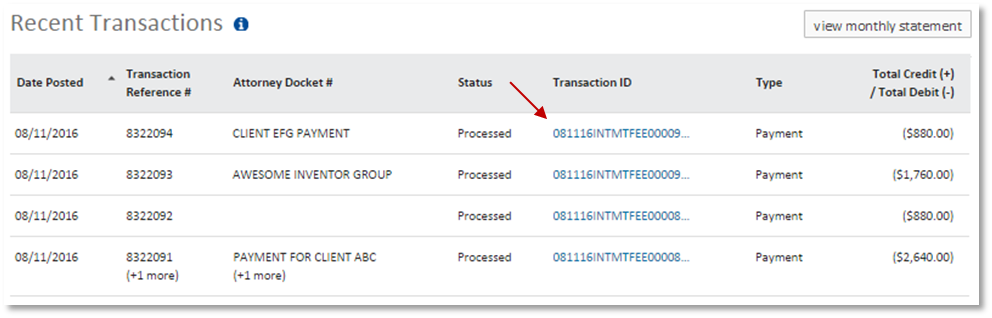 Recent Transactions
view monthly statement
Date Posted Transaction Reference # Attorney Docket # Status Transaction ID Type Total Credit (+) / Total Debit (-)
08/11/2016 8322094 CLIENT EFG PAYMENT Processed 081116INTMTFEE00009... Payment ($880.00)
08/11/2016 8322093 AWESOME INVENTOR GROUP Processed 081116INTMTFEE00009... Payment ($1,760.00)
08/11/2016 8322092 Processed 081116INTMTFEE00008... Payment ($880.00)
08/11/2016 8322091 PAYMENT FOR CLIENT ABC Processed 081116INTMTFEE00008... Payment ($2,640.00)
(+1 more) (+1 more)